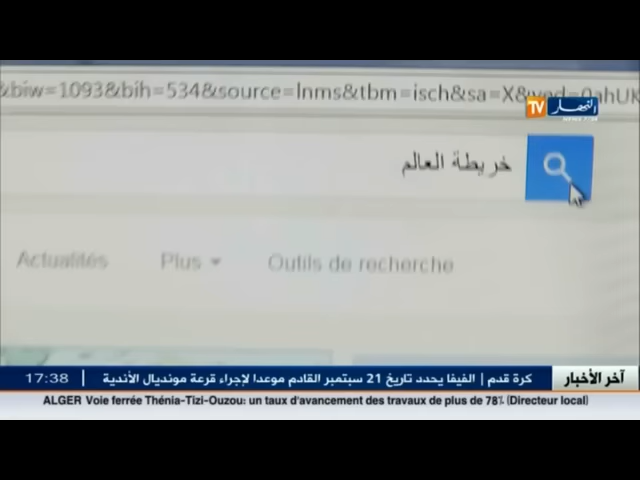 &biw=1093&bih=534&source=lnms&tbm=isch&sa=X&ved=0ahUK
النهار TV
خريطة العالم
Actualités Plus Outils de recherche
آخر الأخبار كرة قدم | الفيفا يحدد تاريخ 21 سبتمبر القادم موعدا لإجراء قرعة مونديال الأندية 17:38
ALGER Voie ferrée Thénia-Tizi-Ouzou: un taux d'avancement des travaux de plus de 78% (Directeur local)